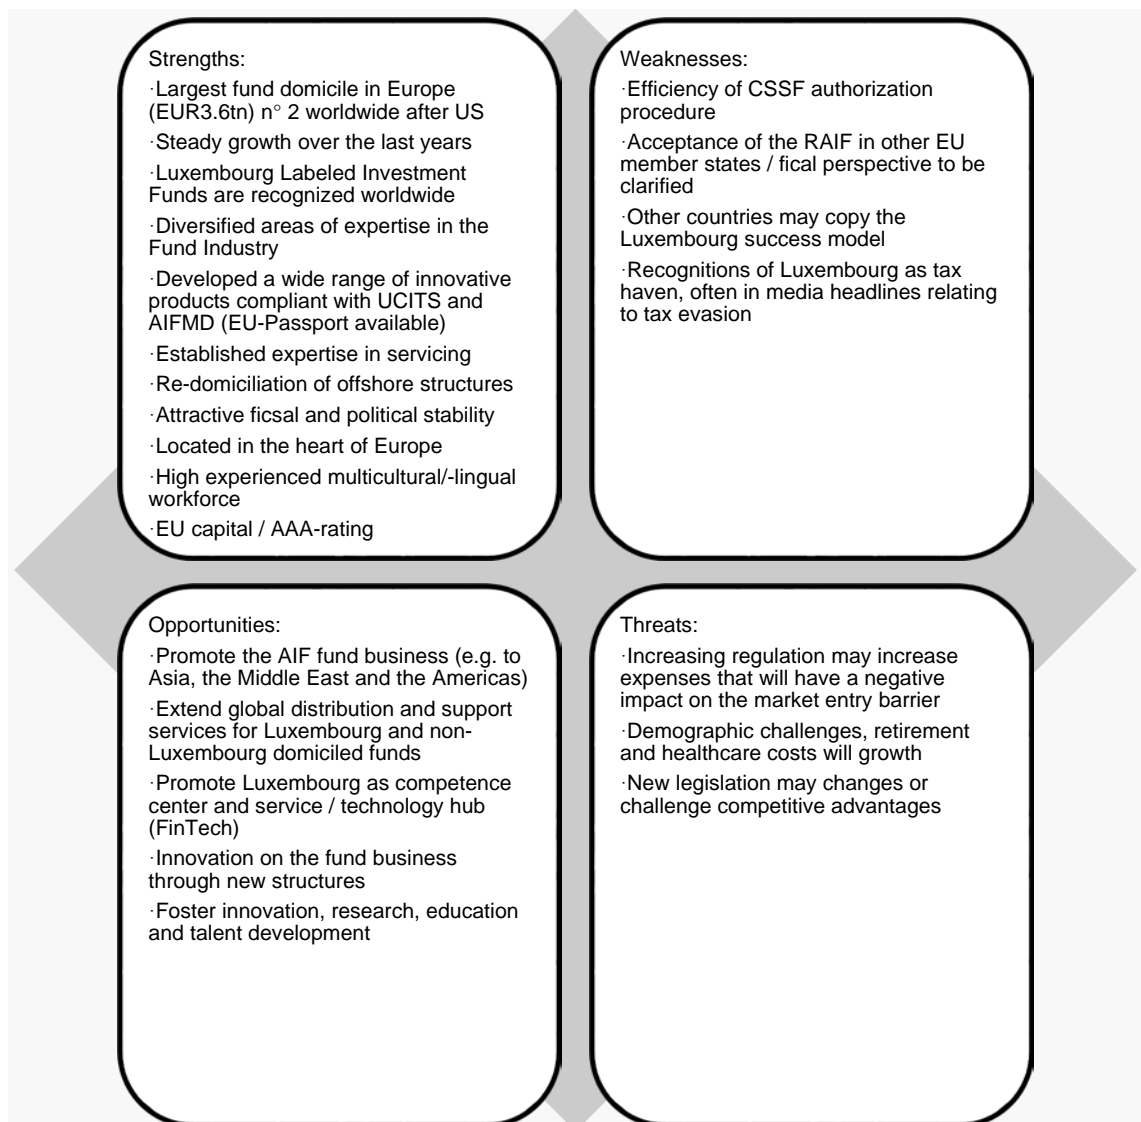 Strengths:
·Largest fund domicile in Europe
(EUR3.6tn) n° 2 worldwide after US
·Steady growth over the last years
·Luxembourg Labeled Investment
Funds are recognized worldwide
·Diversified areas of expertise in the
Fund Industry
·Developed a wide range of innovative
products compliant with UCITS and
AIFMD (EU-Passport available)
·Established expertise in servicing
·Re-domiciliation of offshore structures
·Attractive ficsal and political stability
·Located in the heart of Europe
·High experienced multicultural/-lingual
workforce
·EU capital / AAA-rating
Weaknesses:
·Efficiency of CSSF authorization
procedure
·Acceptance of the RAIF in other EU
member states / fical perspective to be
clarified
·Other countries may copy the
Luxembourg success model
·Recognitions of Luxembourg as tax
haven, often in media headlines relating
to tax evasion
Opportunities:
·Promote the AIF fund business (e.g. to
Asia, the Middle East and the Americas)
·Extend global distribution and support
services for Luxembourg and non-
Luxembourg domiciled funds
·Promote Luxembourg as competence
center and service / technology hub
(FinTech)
·Innovation on the fund business
through new structures
·Foster innovation, research, education
and talent development
Threats:
·Increasing regulation may increase
expenses that will have a negative
impact on the market entry barrier
·Demographic challenges, retirement
and healthcare costs will growth
·New legislation may changes or
challenge competitive advantages